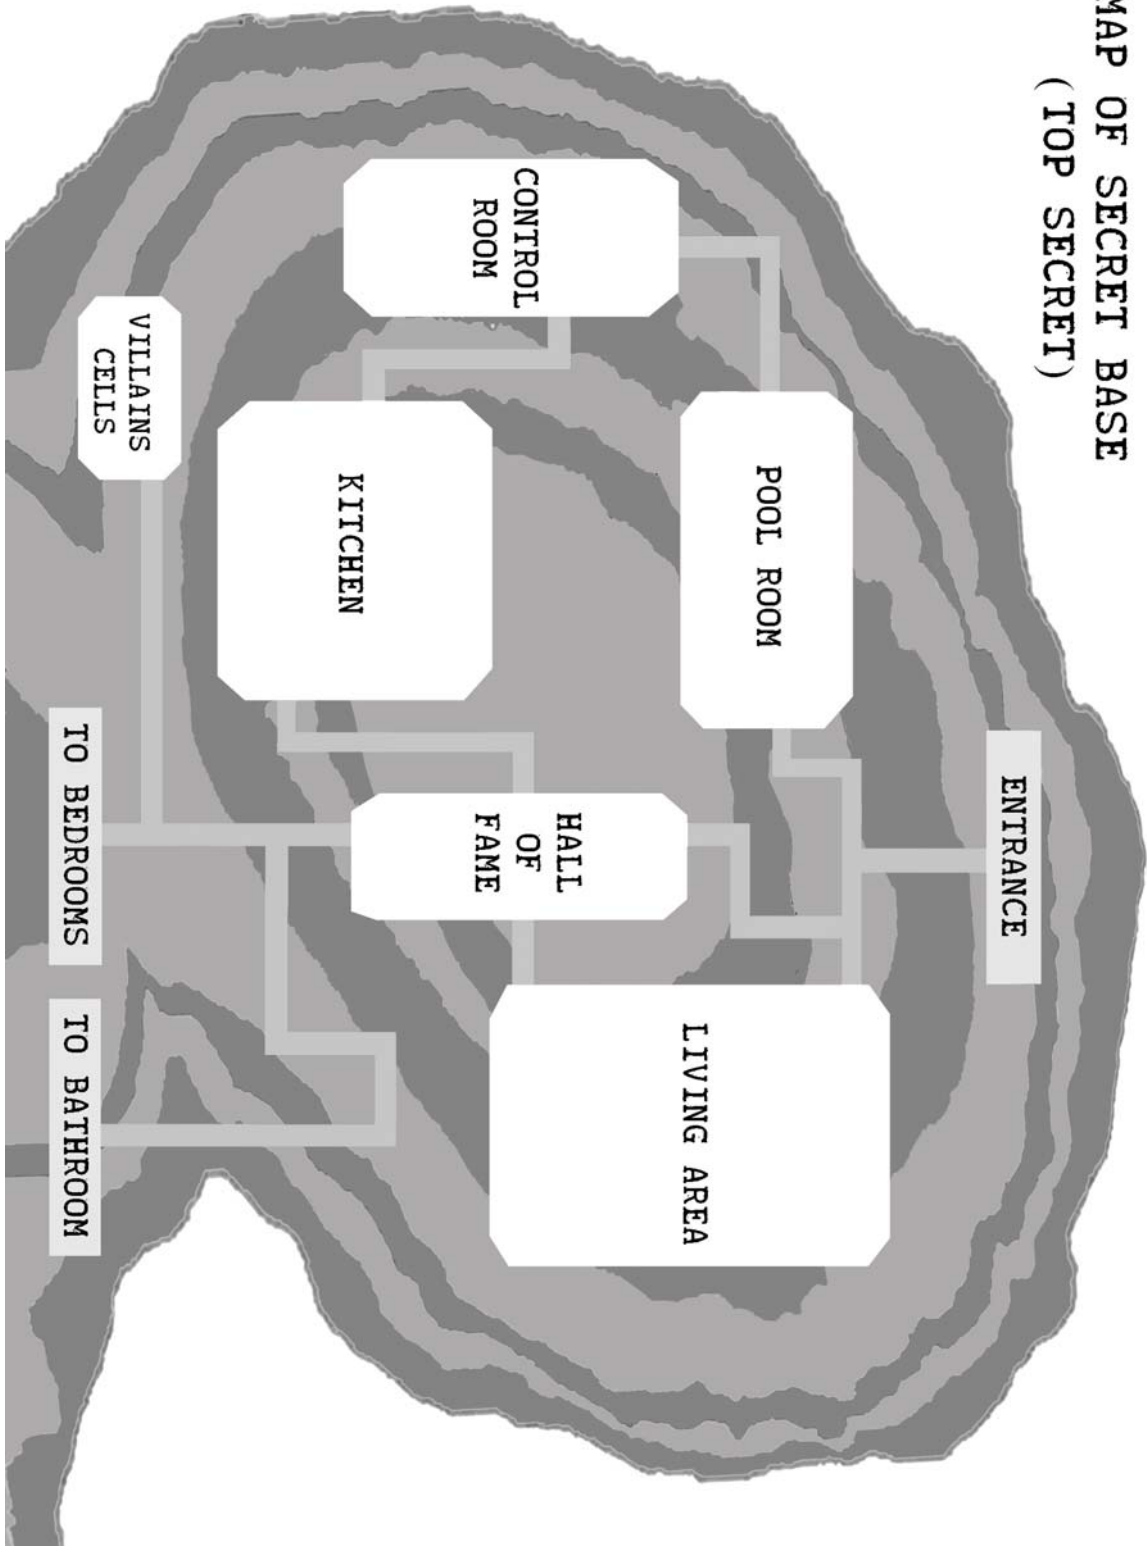 MAP OF SECRET BASE
(TOP SECRET)
ENTRANCE
POOL ROOM
LIVING AREA
CONTROL
ROOM
HALL
OF
FAME
KITCHEN
VILLAINS
CELLS
TO BEDROOMS
TO BATHROOM